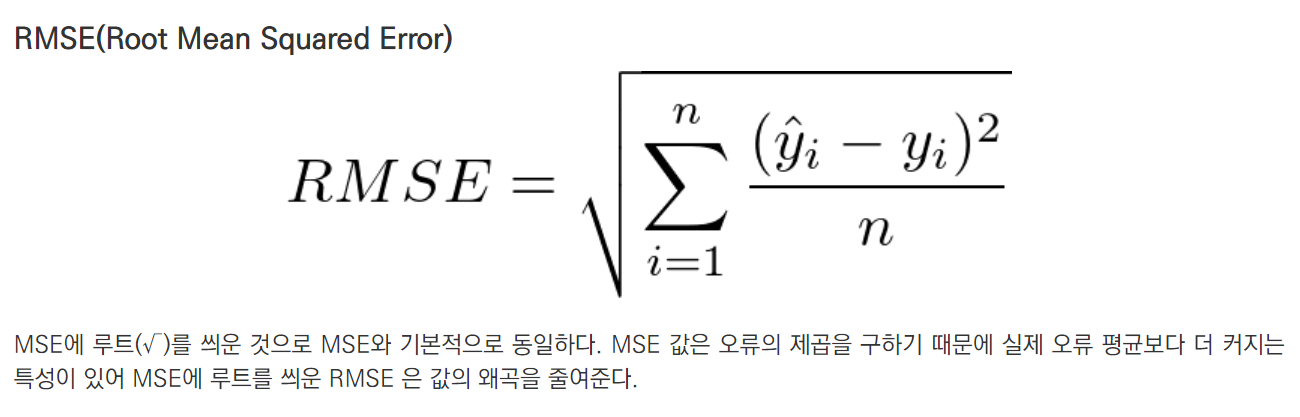 RMSE(Root Mean Squared Error)
RMSE = √(∑_{i=1}^{n} (ŷ_i − y_i)² / n)
MSE에 루트(√)를 씌운 것으로 MSE와 기본적으로 동일하다. MSE 값은 오류의 제곱을 구하기 때문에 실제 오류 평균보다 더 커지는
특성이 있어 MSE에 루트를 씌운 RMSE 은 값의 왜곡을 줄여준다.